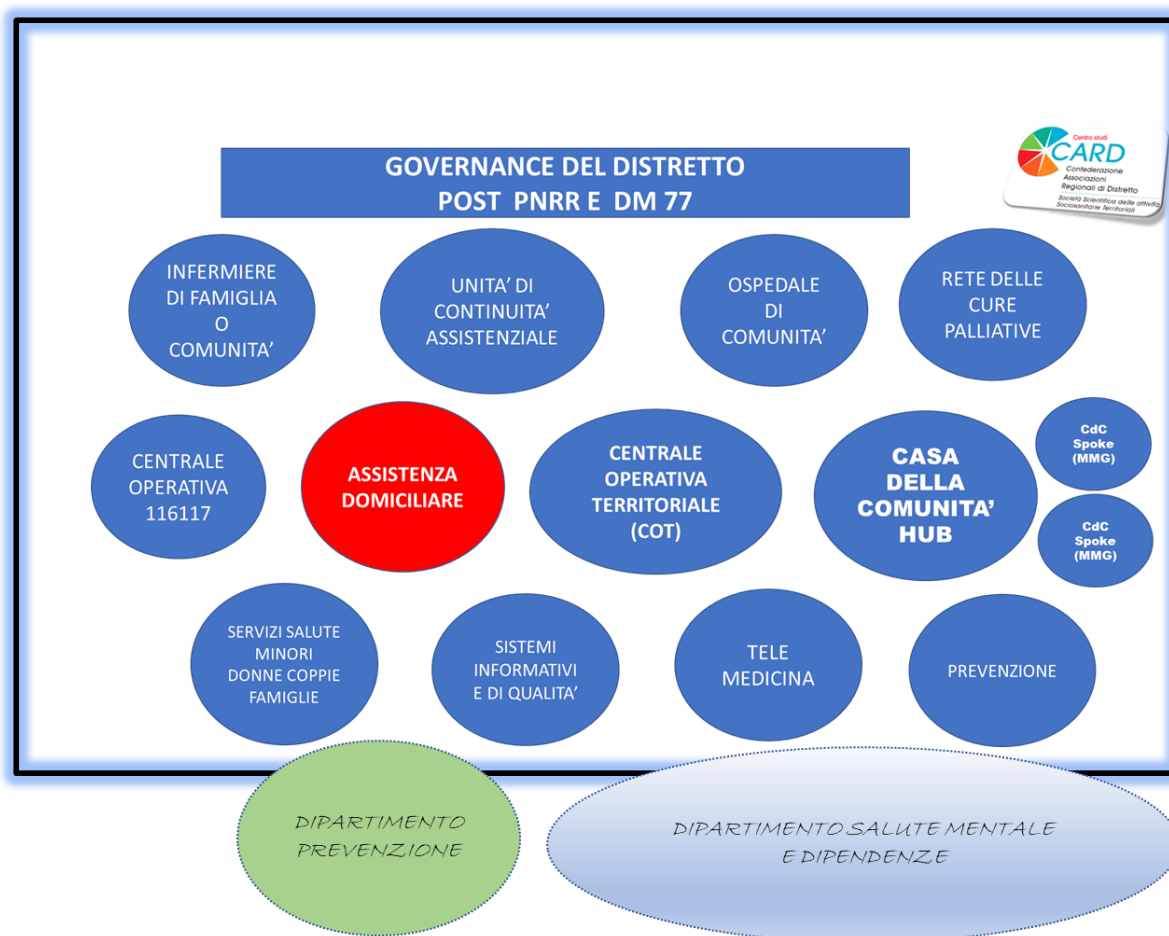 GOVERNANCE DEL DISTRETTO
POST PNRR E DM 77
Centro studi
CARD
Confederazione
Associazioni
Regionali di Distretto
Società Scientifica delle attività
Sociosanitarie Territoriali
INFERMIERE
DI FAMIGLIA
O
COMUNITA'
UNITA' DI
CONTINUITA'
ASSISTENZIALE
OSPEDALE
DI
COMUNITA'
RETE DELLE
CURE
PALLIATIVE
CENTRALE
OPERATIVA
116117
ASSISTENZA
DOMICILIARE
CENTRALE
OPERATIVA
TERRITORIALE
(COT)
CASA
DELLA
COMUNITA'
HUB
CdC
Spoke
(MMG)
CdC
Spoke
(MMG)
SERVIZI SALUTE
MINORI
DONNE COPPIE
FAMIGLIE
SISTEMI
INFORMATIVI
E DI QUALITA'
TELE
MEDICINA
PREVENZIONE
DIPARTIMENTO
PREVENZIONE
DIPARTIMENTO SALUTE MENTALE
E DIPENDENZE